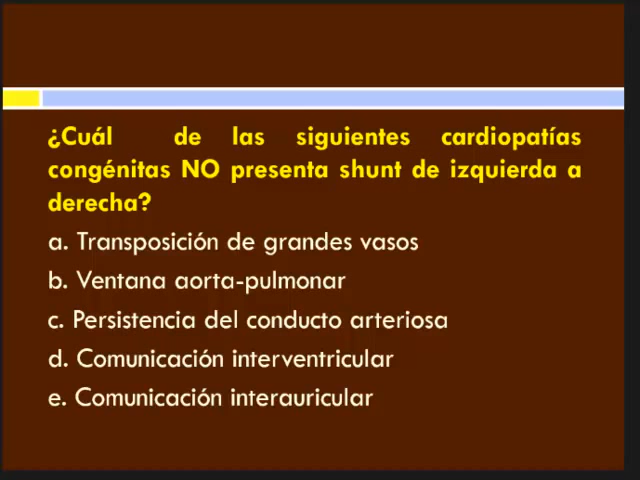 ¿Cuál de las siguientes cardiopatías
congénitas NO presenta shunt de izquierda a
derecha?
a. Transposición de grandes vasos
b. Ventana aorta-pulmonar
c. Persistencia del conducto arteriosa
d. Comunicación interventricular
e. Comunicación interauricular